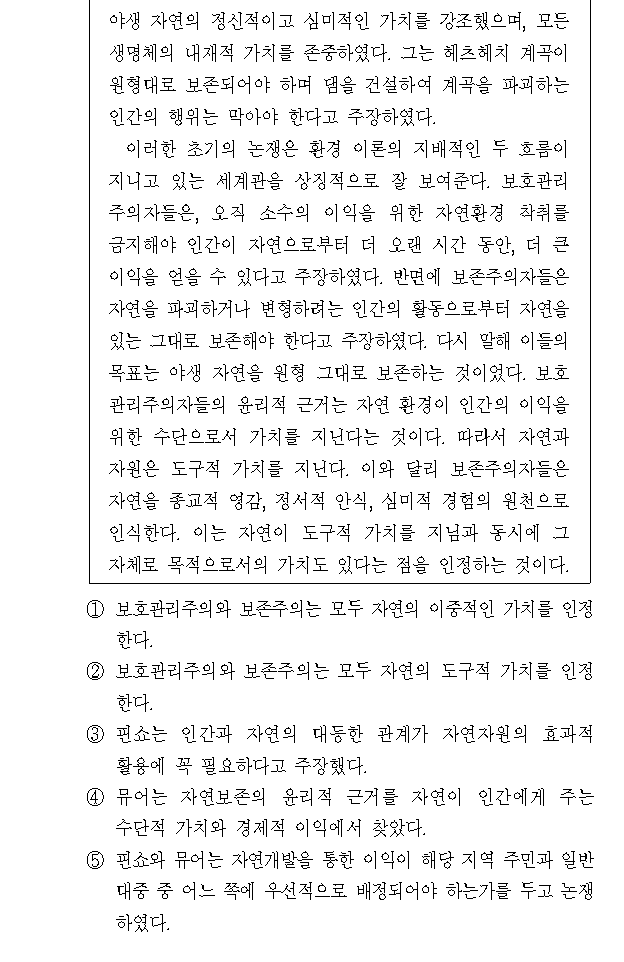 야생 자연의 정신적이고 심미적인 가치를 강조했으며, 모든
생명체의 내재적 가치를 존중하였다. 그는 헤츠헤치 계곡이
원형대로 보존되어야 하며 댐을 건설하여 계곡을 파괴하는
인간의 행위는 막아야 한다고 주장하였다.
이러한 초기의 논쟁은 환경 이론의 지배적인 두 흐름이
지니고 있는 세계관을 상징적으로 잘 보여준다. 보호관리
주의자들은, 오직 소수의 이익을 위한 자연환경 착취를
금지해야 인간이 자연으로부터 더 오랜 시간 동안, 더 큰
이익을 얻을 수 있다고 주장하였다. 반면에 보존주의자들은
자연을 파괴하거나 변형하려는 인간의 활동으로부터 자연을
있는 그대로 보존해야 한다고 주장하였다. 다시 말해 이들의
목표는 야생 자연을 원형 그대로 보존하는 것이었다. 보호
관리주의자들의 윤리적 근거는 자연 환경이 인간의 이익을
위한 수단으로서 가치를 지닌다는 것이다. 따라서 자연과
자원은 도구적 가치를 지닌다. 이와 달리 보존주의자들은
자연을 종교적 영감, 정서적 안식, 심미적 경험의 원천으로
인식한다. 이는 자연이 도구적 가치를 지님과 동시에 그
자체로 목적으로서의 가치도 있다는 점을 인정하는 것이다.
① 보호관리주의와 보존주의는 모두 자연의 이중적인 가치를 인정
한다.
② 보호관리주의와 보존주의는 모두 자연의 도구적 가치를 인정
한다.
③ 핀쇼는 인간과 자연의 대등한 관계가 자연자원의 효과적
활용에 꼭 필요하다고 주장했다.
④ 뮤어는 자연보존의 윤리적 근거를 자연이 인간에게 주는
수단적 가치와 경제적 이익에서 찾았다.
⑤ 핀쇼와 뮤어는 자연개발을 통한 이익이 해당 지역 주민과 일반
대중 중 어느 쪽에 우선적으로 배정되어야 하는가를 두고 논쟁
하였다.